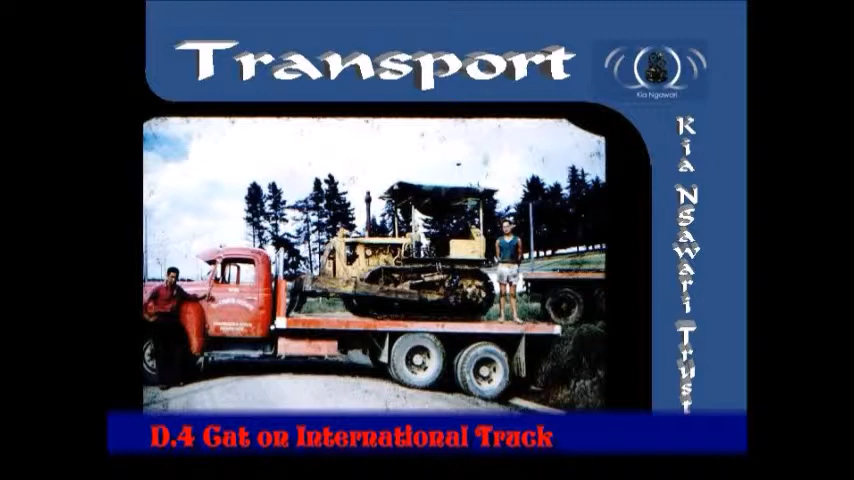 Transport
Kia Ngawari
Kia Ngawari Trust
D.4 Cat on International Truck